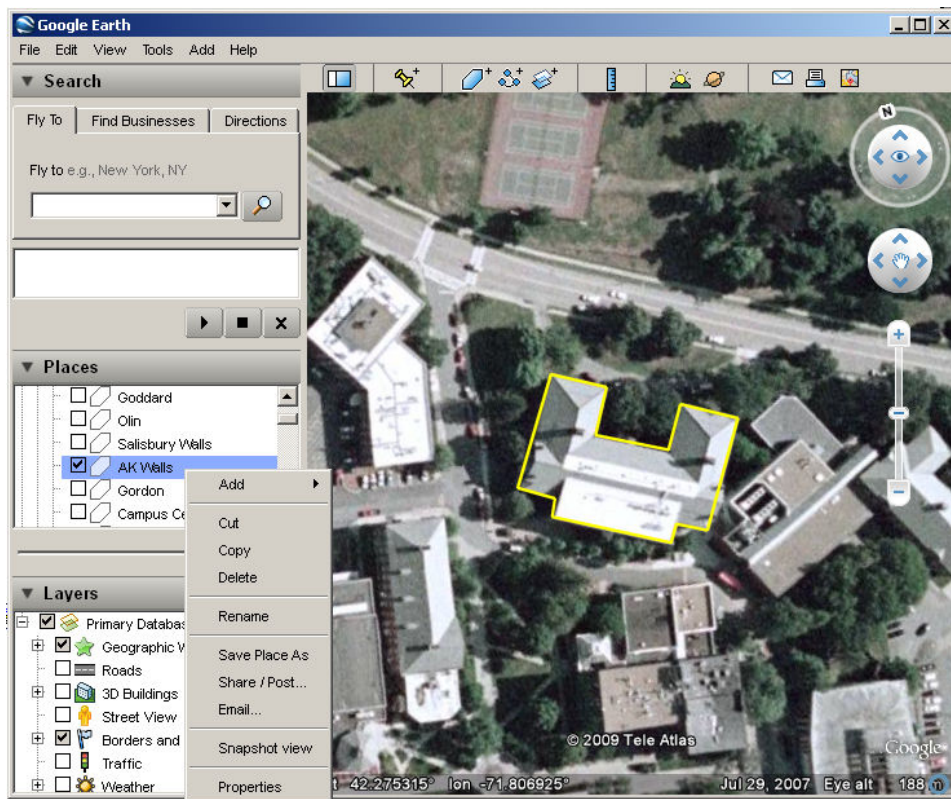 Google Earth
File Edit View Tools Add Help
Search
Fly To Find Businesses Directions
Fly to e.g., New York, NY
Places
Goddard
Olin
Salisbury Walls
AK Walls
Gordon
Campus Ce
Add
Cut
Copy
Delete
Rename
Save Place As
Share / Post...
Email...
Snapshot view
Properties
Layers
Primary Databas
Geographic W
Roads
3D Buildings
Street View
Borders and
Traffic
Weather
N
© 2009 Tele Atlas
Google
t 42.275315° lon -71.806925° Jul 29, 2007 Eye alt 188 m